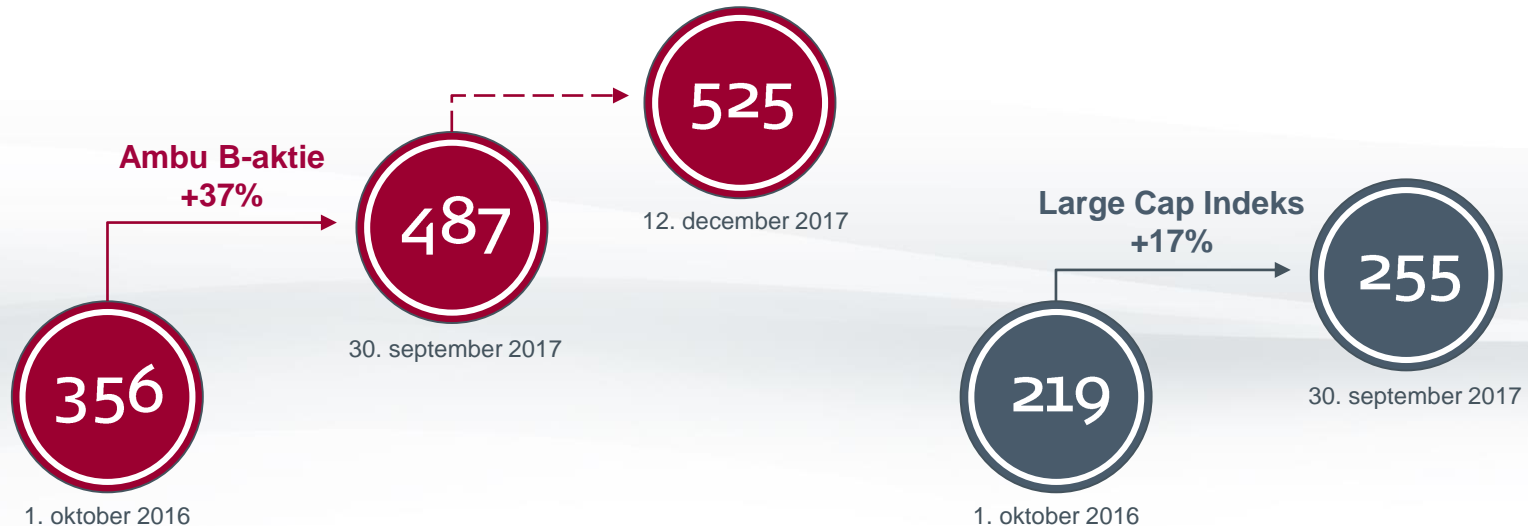 Ambu B-aktie
+37%
356
1. oktober 2016
487
30. september 2017
525
12. december 2017
Large Cap Indeks
+17%
219
1. oktober 2016
255
30. september 2017